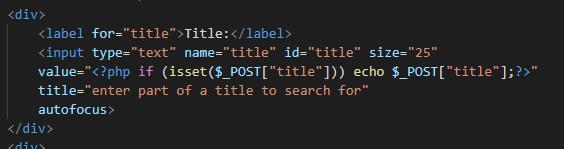 <div>
<label for="title">Title:</label>
<input type="text" name="title" id="title" size="25"
value="<?php if (isset($_POST["title"])) echo $_POST["title"];?>"
title="enter part of a title to search for"
autofocus>
</div>
<div>